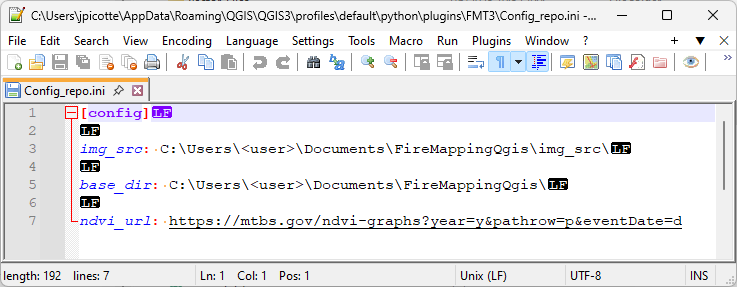 C:\Users\jpicotte\AppData\Roaming\QGIS\QGIS3\profiles\default\python\plugins\FMT3\Config_repo.ini -...
File Edit Search View Encoding Language Settings Tools Macro Run Plugins Window ? + ▼ X
Config_repo.ini
1 [config]LF
2 LF
3 img_src: C:\Users\<user>\Documents\FireMappingQgis\img_src\LF
4 LF
5 base_dir: C:\Users\<user>\Documents\FireMappingQgis\LF
6 LF
7 ndvi_url: https://mtbs.gov/ndvi-graphs?year=y&pathrow=p&eventDate=d
length: 192 lines: 7 Ln: 1 Col: 1 Pos: 1 Unix (LF) UTF-8 INS